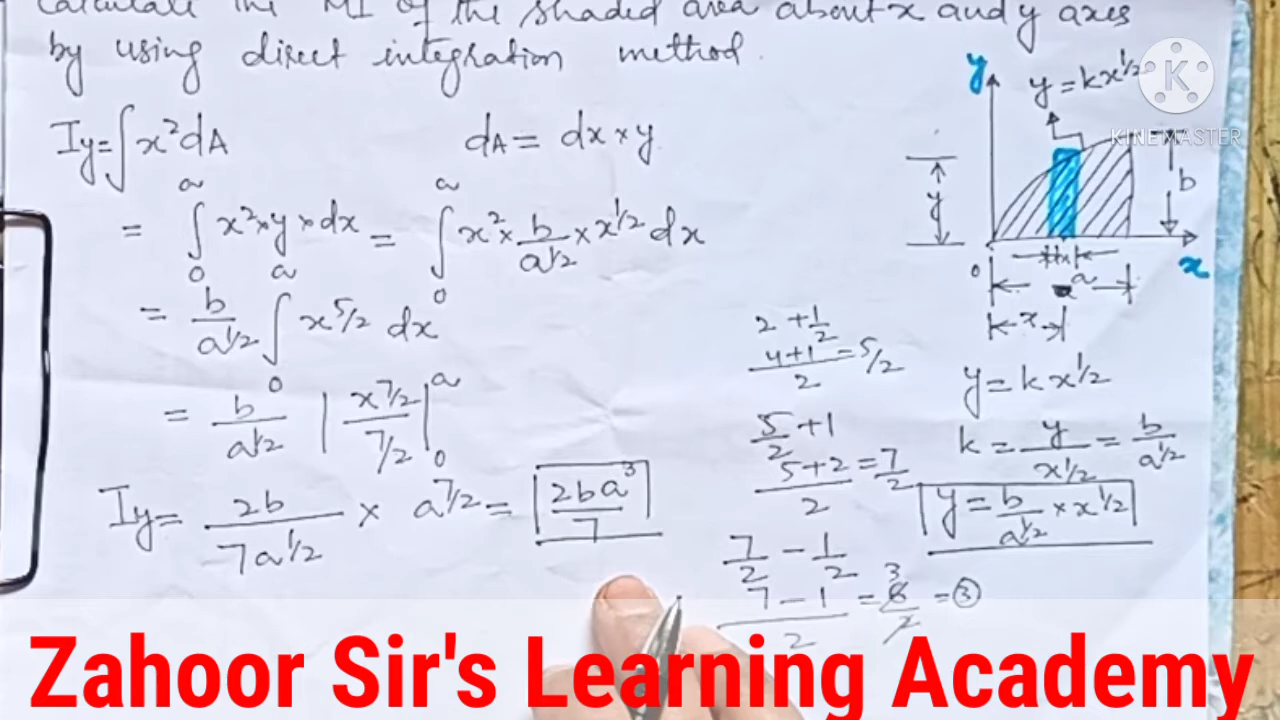 Calculate the MI of the shaded area about x and y axes
by using direct integration method.
Iy=∫x²dA
dA = dx×y
= ∫₀ᵃ x²×y×dx = ∫₀ᵃ x²×b/a^1/2×x^1/2 dx
= b/a^1/2 ∫₀ᵃ x^5/2 dx
= b/a^1/2 |x^7/2 / 7/2|₀ᵃ
Iy= 2b/7a^1/2 × a^7/2 = 2ba³/7
2+1/2
4+1/2=5/2
5/2+1
5+2/2=7/2
7/2-1/2
7-1/2=6/2=3
3
y
y=kx^1/2
y
b
o
dx
x
a
x
y=kx^1/2
k=y/x^1/2=b/a^1/2
y=b/a^1/2×x^1/2
K
KINEMASTER
Zahoor Sir's Learning Academy